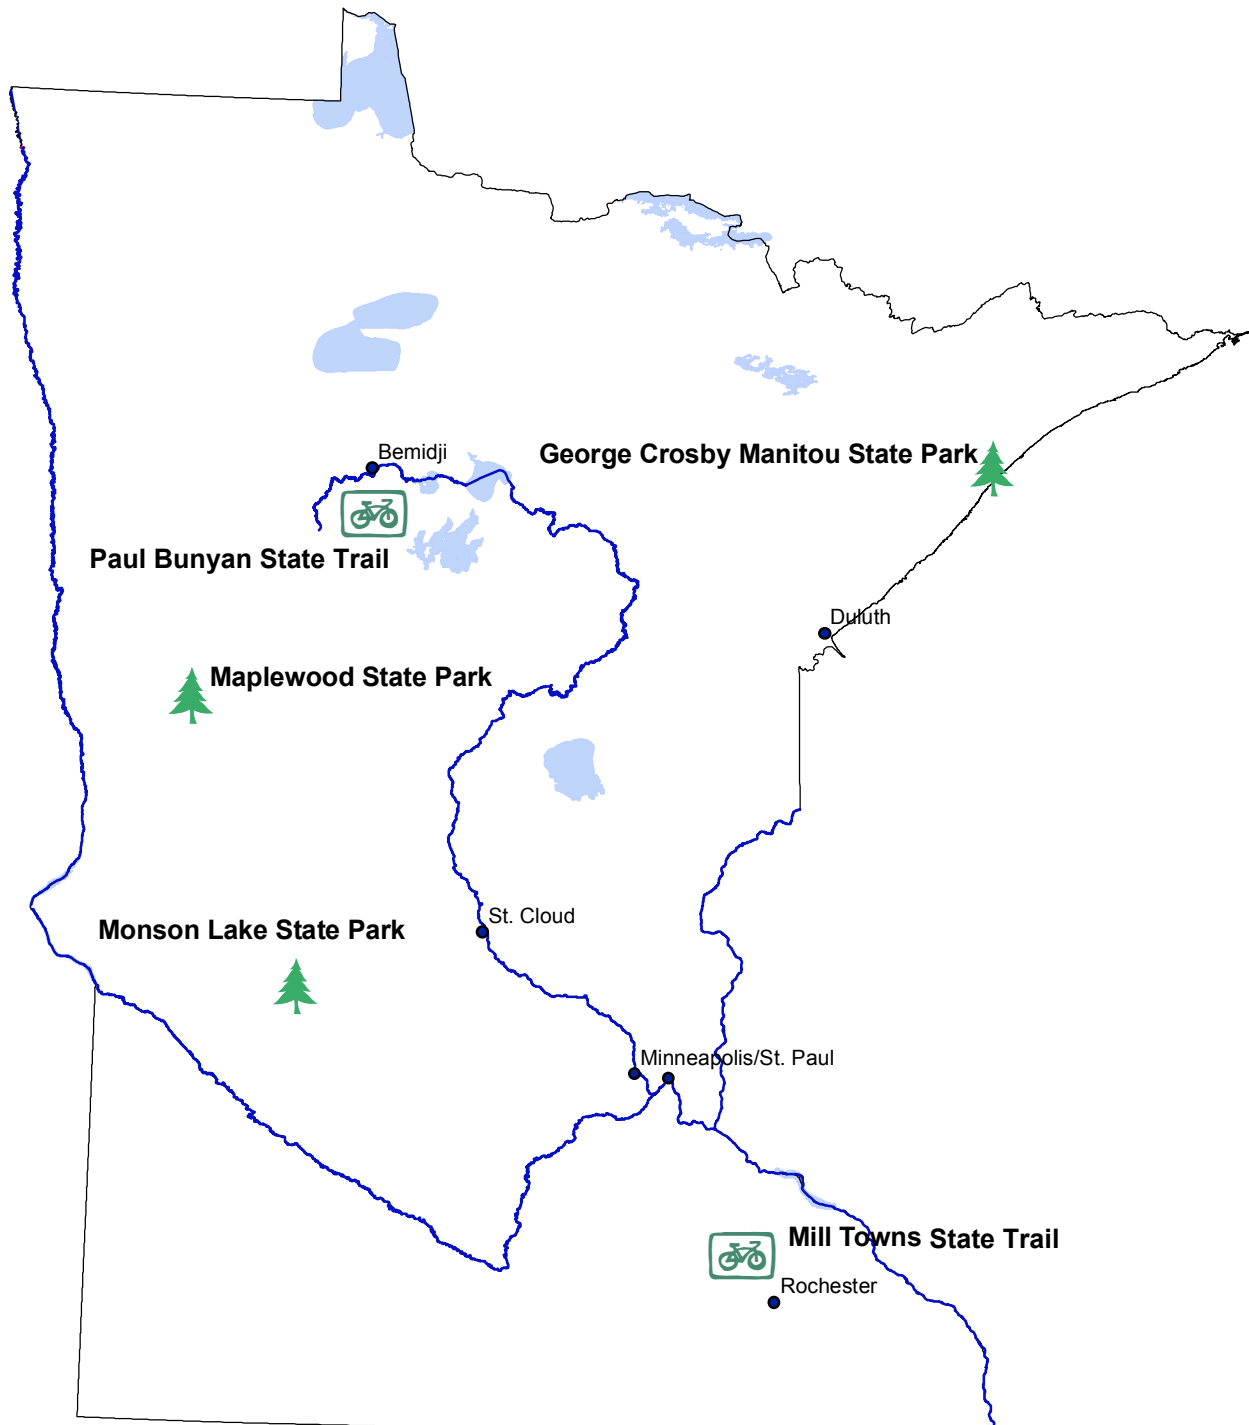 Bemidji
George Crosby Manitou State Park
Paul Bunyan State Trail
Duluth
Maplewood State Park
St. Cloud
Monson Lake State Park
Minneapolis/St. Paul
Mill Towns State Trail
Rochester